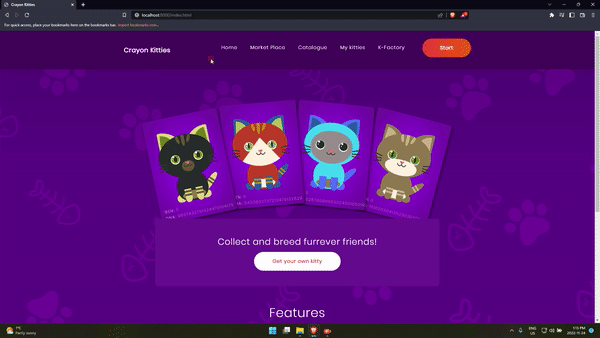 Crayon Kitties
localhost:8080/index.html
For quick access, place your bookmarks here on the bookmarks bar. Import bookmarks now...
Crayon Kitties
Home
Market Place
Catalogue
My kitties
K-Factory
Start
Collect and breed furrever friends!
Get your own kitty
Features
1°C
Partly sunny
ENG
US
1:15 PM
2022-11-24